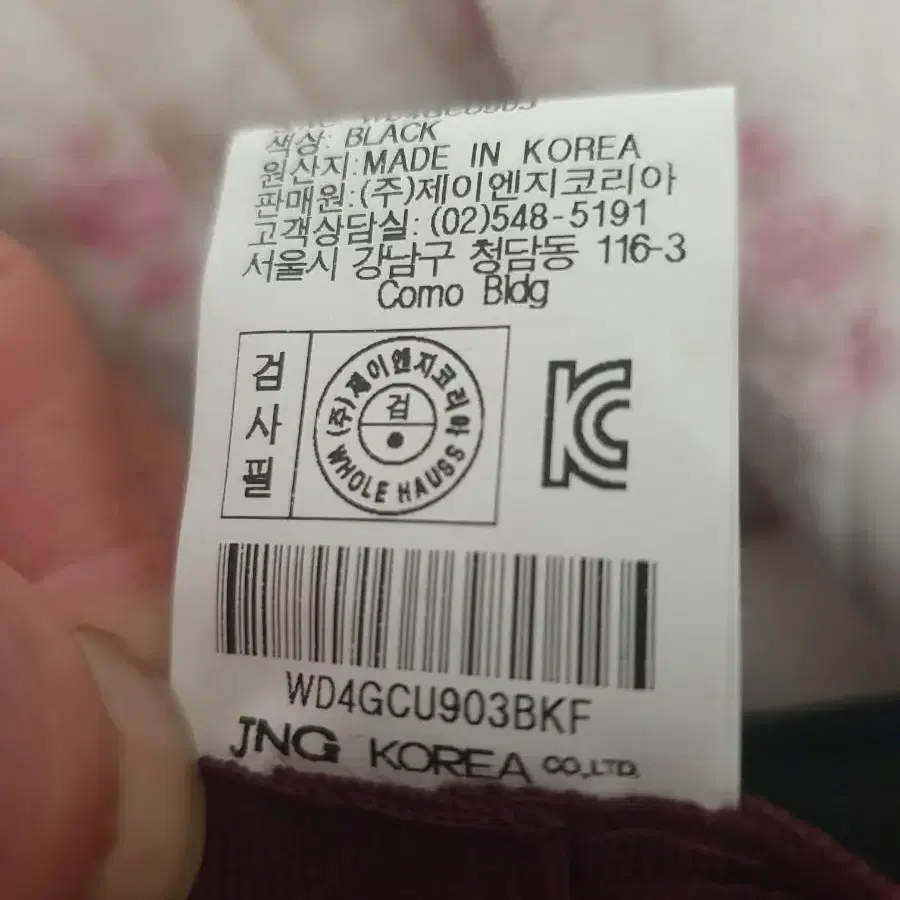 WD4GCU903
색상: BLACK
원산지:MADE IN KOREA
판매원:(주)제이엔지코리아
고객상담실: (02)548-5191
서울시 강남구 청담동 116-3
Como Bldg
검사필
(주)제이엔지코리아
검
WHOLE HAUSS
KC
WD4GCU903BKF
JNG KOREA CO.,LTD.